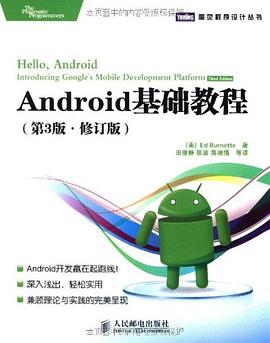 本页面中的内容受版权保护
The
Pragmatic
Programmers
TURING
图灵程序设计丛书
Hello, Android
Introducing Google's Mobile Development Platform Third Edition
Android基础教程
（第3版·修订版）
（美）Ed Burnette 著
田俊静 张波 黄湘情 等译
Android开发赢在起跑线！
深入浅出、轻松实用
兼顾理论与实践的完美呈现
人民邮电出版社
本页面中的内容受版权保护